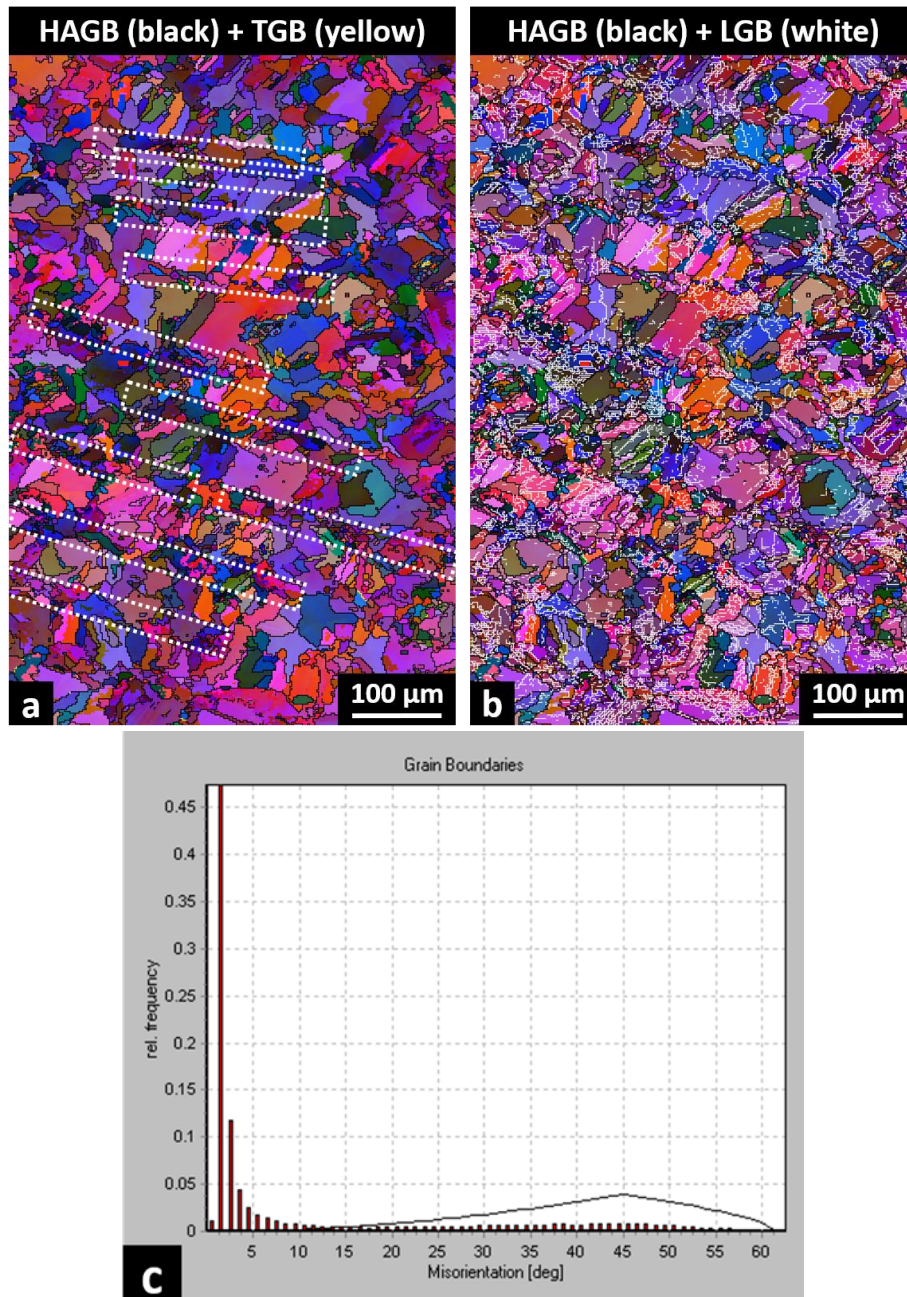 HAGB (black) + TGB (yellow)
HAGB (black) + LGB (white)
a
100 µm
b
100 µm
Grain Boundaries
rel. frequency
0.45
0.4
0.35
0.3
0.25
0.2
0.15
0.1
0.05
0
5 10 15 20 25 30 35 40 45 50 55 60
Misorientation [deg]
c